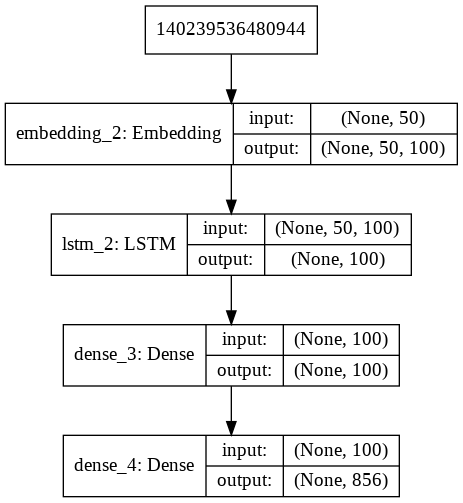 140239536480944
embedding_2: Embedding
input: (None, 50)
output: (None, 50, 100)
lstm_2: LSTM
input: (None, 50, 100)
output: (None, 100)
dense_3: Dense
input: (None, 100)
output: (None, 100)
dense_4: Dense
input: (None, 100)
output: (None, 856)